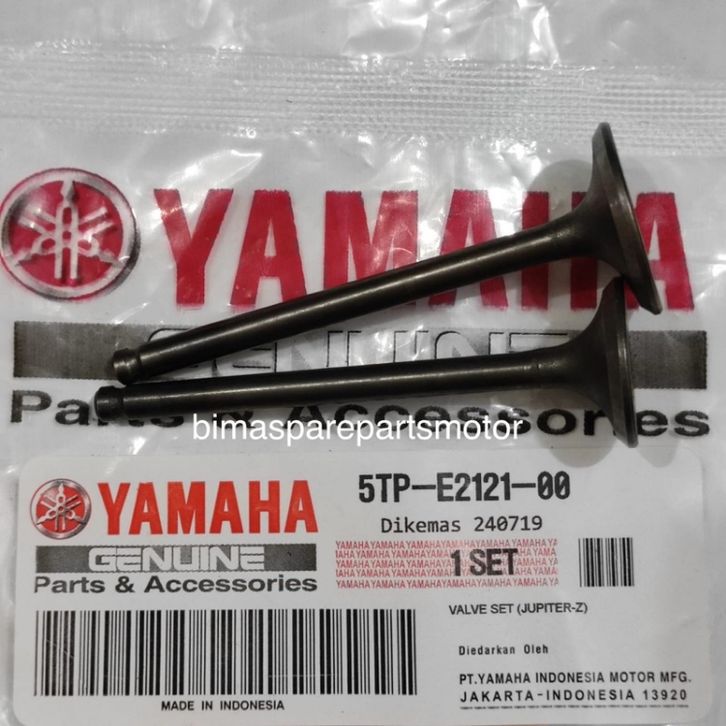 YAMAHA
GENUINE
Parts & Accessories
bimasparepartsmotor
YAMAHA
GENUINE
Parts & Accessories
MADE IN INDONESIA
5TP-E2121-00
Dikemas 240719
1 SET
VALVE SET (JUPITER-Z)
Diedarkan Oleh
PT.YAMAHA INDONESIA MOTOR MFG.
JAKARTA-INDONESIA 13920